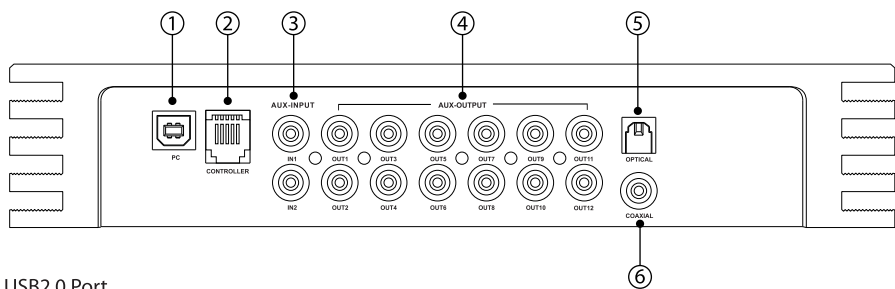 1 2 3 4 5
AUX-INPUT AUX-OUTPUT
PC CONTROLLER IN1 OUT1 OUT3 OUT5 OUT7 OUT9 OUT11 OPTICAL
IN2 OUT2 OUT4 OUT6 OUT8 OUT10 OUT12 COAXIAL
6
USB2.0 Port